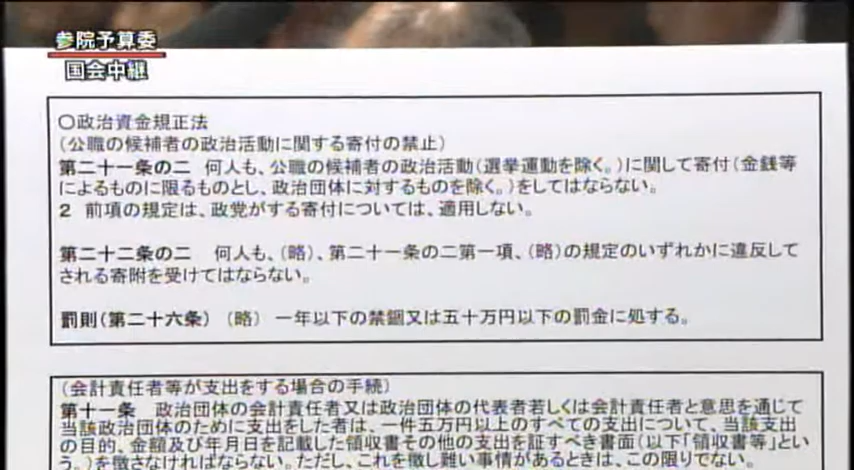 参院予算委
国会中継
〇政治資金規正法
(公職の候補者の政治活動に関する寄付の禁止)
第二十一条の二 何人も、公職の候補者の政治活動(選挙運動を除く。)に関して寄付(金銭等
によるものに限るものとし、政治団体に対するものを除く。)をしてはならない。
2 前項の規定は、政党がする寄付については、適用しない。
第二十二条の二 何人も、(略)、第二十一条の二第一項、(略)の規定のいずれかに違反して
される寄附を受けてはならない。
罰則(第二十六条) (略) 一年以下の禁錮又は五十万円以下の罰金に処する。
(会計責任者等が支出をする場合の手続)
第十一条 政治団体の会計責任者又は政治団体の代表者若しくは会計責任者と意思を通じて
当該政治団体のために支出をした者は、一件五万円以上のすべての支出について、当該支出
の目的、金額及び年月日を記載した領収書その他の支出を証すべき書面(以下「領収書等」とい
う。)を徴さなければならない。ただし、これを徴し難い事情があるときは、この限りでない。